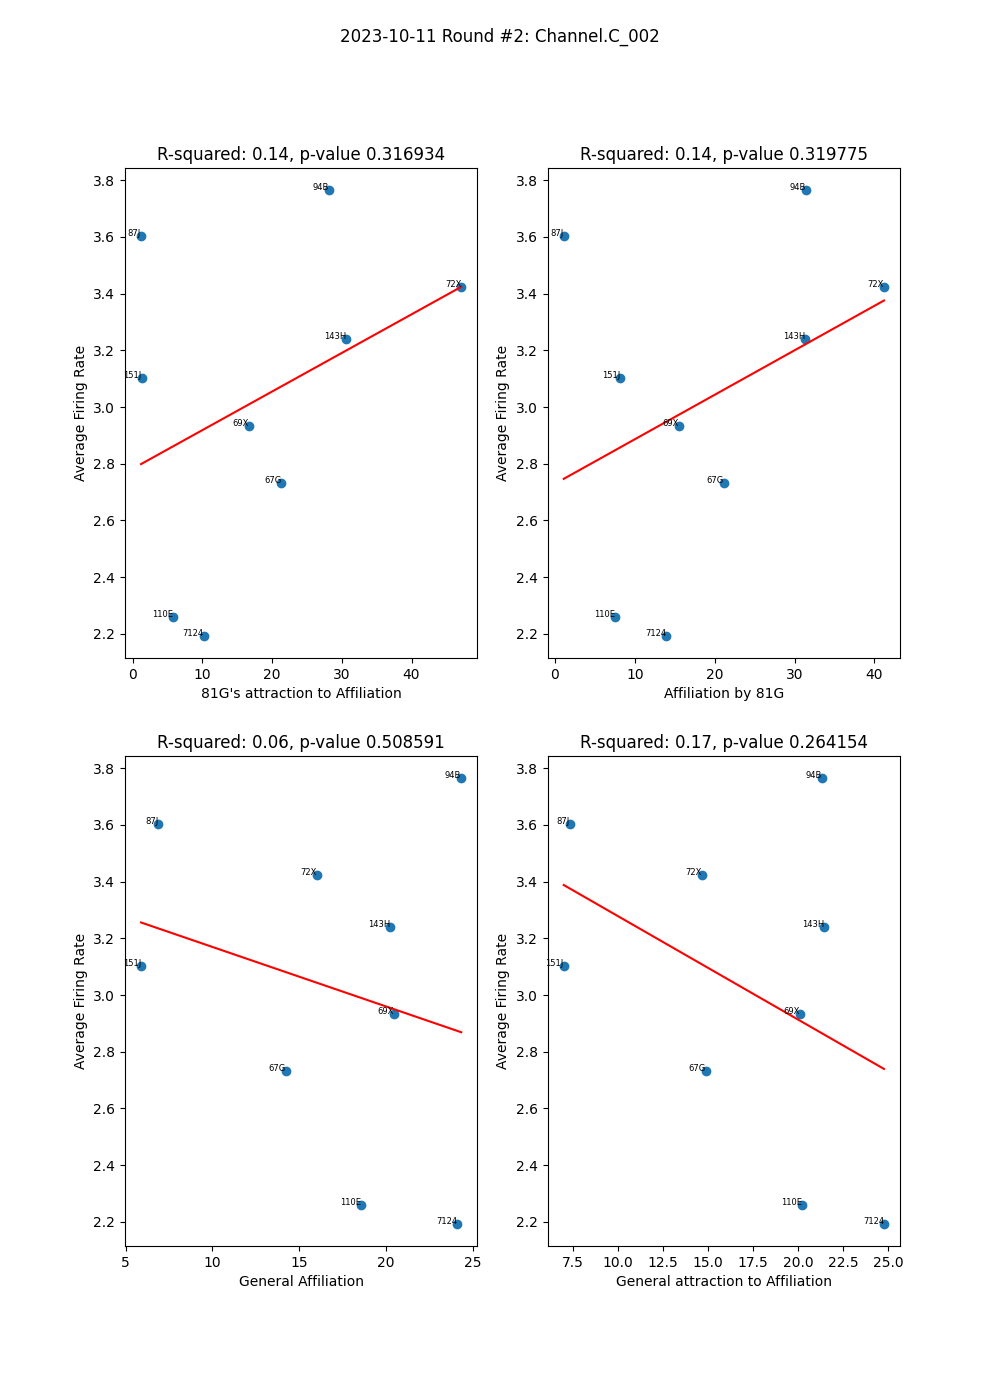 2023-10-11 Round #2: Channel.C_002
R-squared: 0.14, p-value 0.316934
3.8
3.6
3.4
3.2
3.0
2.8
2.6
2.4
2.2
Average Firing Rate
94B
87J
72X
143H
151J
69X
67G
110E
7124
0 10 20 30 40
81G's attraction to Affiliation
R-squared: 0.14, p-value 0.319775
3.8
3.6
3.4
3.2
3.0
2.8
2.6
2.4
2.2
Average Firing Rate
94B
87J
72X
143H
151J
69X
67G
110E
7124
0 10 20 30 40
Affiliation by 81G
R-squared: 0.06, p-value 0.508591
3.8
3.6
3.4
3.2
3.0
2.8
2.6
2.4
2.2
Average Firing Rate
94B
87J
72X
143H
151J
69X
67G
110E
7124
5 10 15 20 25
General Affiliation
R-squared: 0.17, p-value 0.264154
3.8
3.6
3.4
3.2
3.0
2.8
2.6
2.4
2.2
Average Firing Rate
94B
87J
72X
143H
151J
69X
67G
110E
7124
7.5 10.0 12.5 15.0 17.5 20.0 22.5 25.0
General attraction to Affiliation